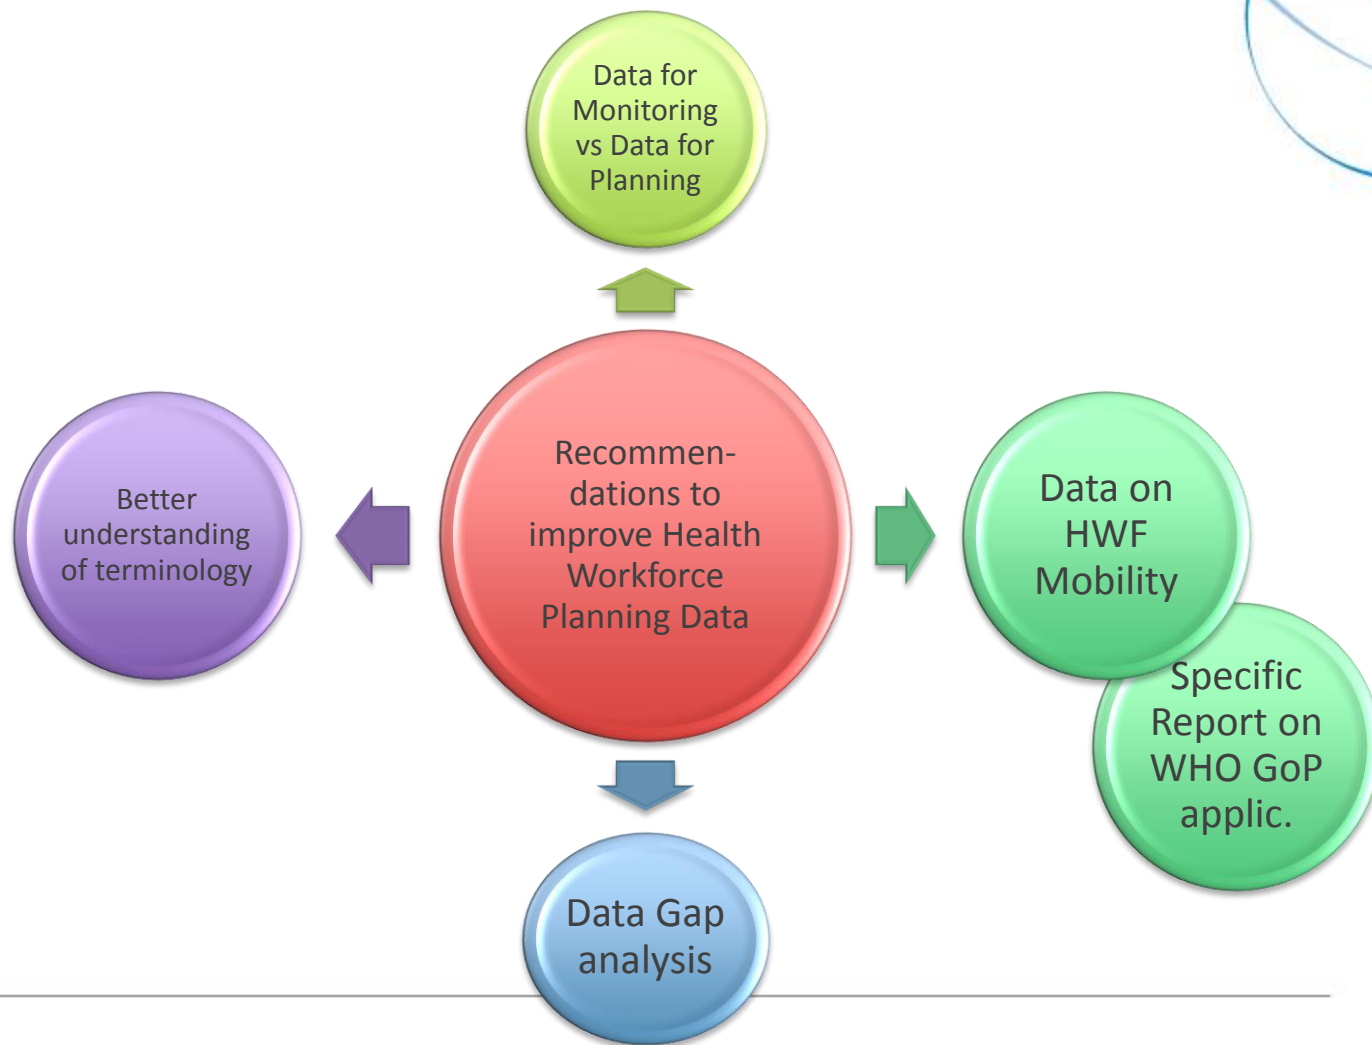 Data for
Monitoring
vs Data for
Planning
Better
understanding
of terminology
Recommen-
dations to
improve Health
Workforce
Planning Data
Data on
HWF
Mobility
Specific
Report on
WHO GoP
applic.
Data Gap
analysis